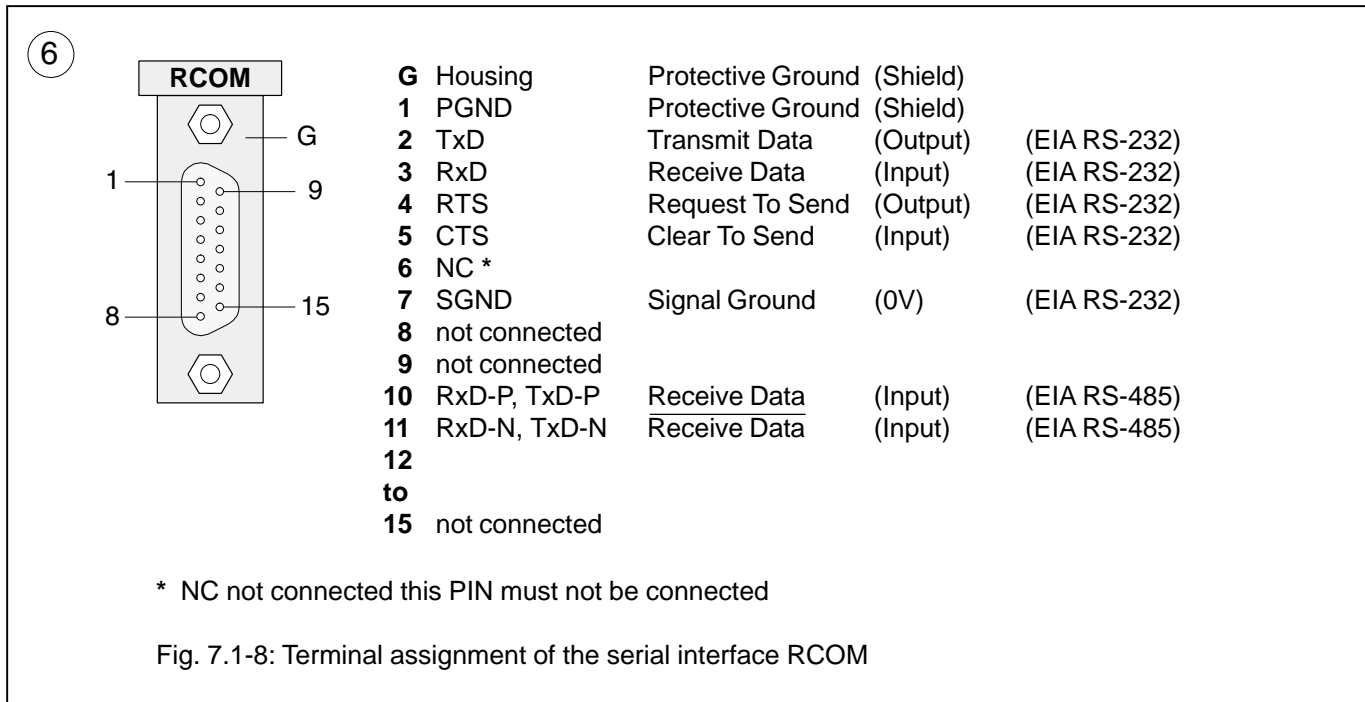 6
RCOM
G
1
9
8
15
G Housing Protective Ground (Shield)
1 PGND Protective Ground (Shield)
2 TxD Transmit Data (Output) (EIA RS-232)
3 RxD Receive Data (Input) (EIA RS-232)
4 RTS Request To Send (Output) (EIA RS-232)
5 CTS Clear To Send (Input) (EIA RS-232)
6 NC *
7 SGND Signal Ground (0V) (EIA RS-232)
8 not connected
9 not connected
10 RxD-P, TxD-P Receive Data (Input) (EIA RS-485)
11 RxD-N, TxD-N Receive Data (Input) (EIA RS-485)
12
to
15 not connected
* NC not connected this PIN must not be connected
Fig. 7.1-8: Terminal assignment of the serial interface RCOM